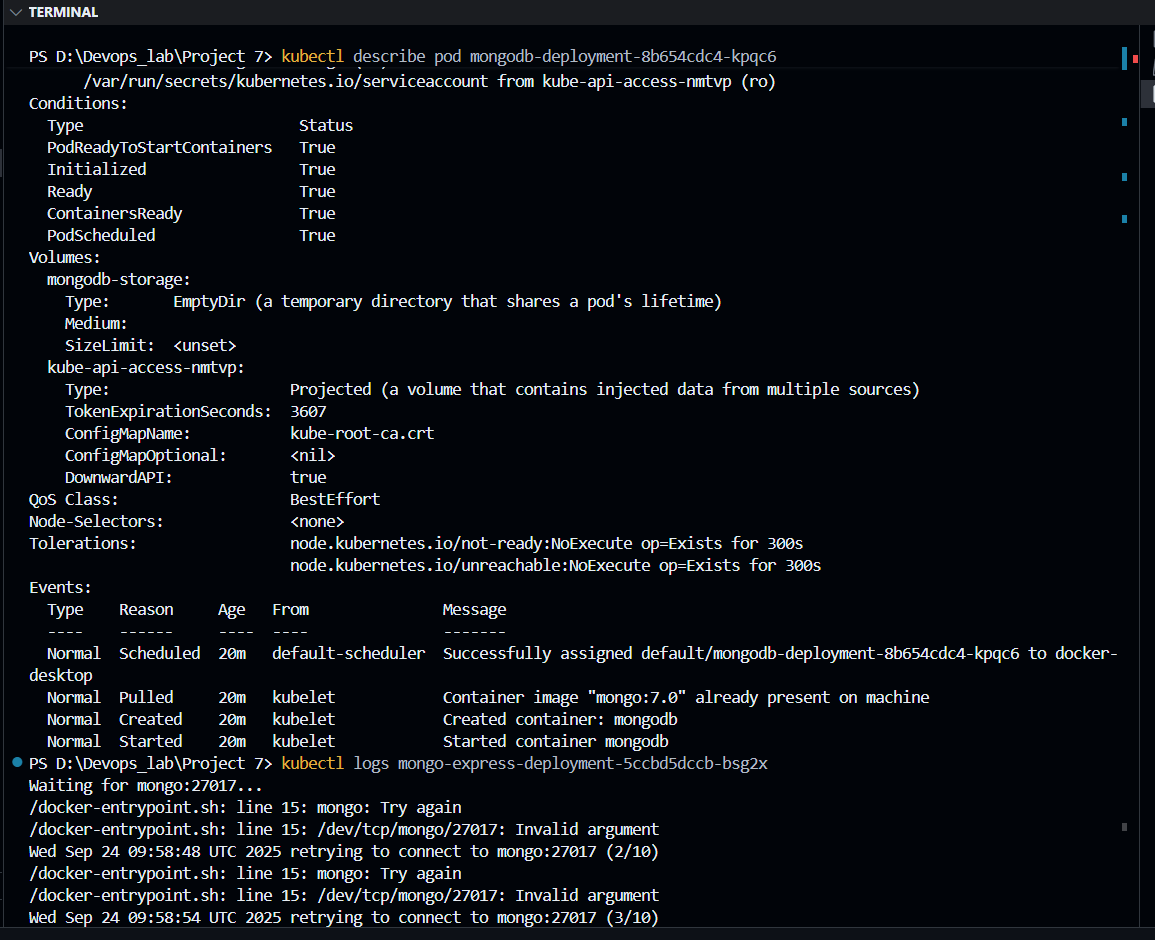 TERMINAL
PS D:\Devops_lab\Project 7> kubectl describe pod mongodb-deployment-8b654cdc4-kpqc6
/var/run/secrets/kubernetes.io/serviceaccount from kube-api-access-nmtvp (ro)
Conditions:
Type Status
PodReadyToStartContainers True
Initialized True
Ready True
ContainersReady True
PodScheduled True
Volumes:
mongodb-storage:
Type: EmptyDir (a temporary directory that shares a pod's lifetime)
Medium:
SizeLimit: <unset>
kube-api-access-nmtvp:
Type: Projected (a volume that contains injected data from multiple sources)
TokenExpirationSeconds: 3607
ConfigMapName: kube-root-ca.crt
ConfigMapOptional: <nil>
DownwardAPI: true
QoS Class: BestEffort
Node-Selectors: <none>
Tolerations: node.kubernetes.io/not-ready:NoExecute op=Exists for 300s
node.kubernetes.io/unreachable:NoExecute op=Exists for 300s
Events:
Type Reason Age From Message
---- ------ ---- ---- -------
Normal Scheduled 20m default-scheduler Successfully assigned default/mongodb-deployment-8b654cdc4-kpqc6 to docker-
desktop
Normal Pulled 20m kubelet Container image "mongo:7.0" already present on machine
Normal Created 20m kubelet Created container: mongodb
Normal Started 20m kubelet Started container mongodb
PS D:\Devops_lab\Project 7> kubectl logs mongo-express-deployment-5ccbd5dccb-bsg2x
Waiting for mongo:27017...
/docker-entrypoint.sh: line 15: mongo: Try again
/docker-entrypoint.sh: line 15: /dev/tcp/mongo/27017: Invalid argument
Wed Sep 24 09:58:48 UTC 2025 retrying to connect to mongo:27017 (2/10)
/docker-entrypoint.sh: line 15: mongo: Try again
/docker-entrypoint.sh: line 15: /dev/tcp/mongo/27017: Invalid argument
Wed Sep 24 09:58:54 UTC 2025 retrying to connect to mongo:27017 (3/10)